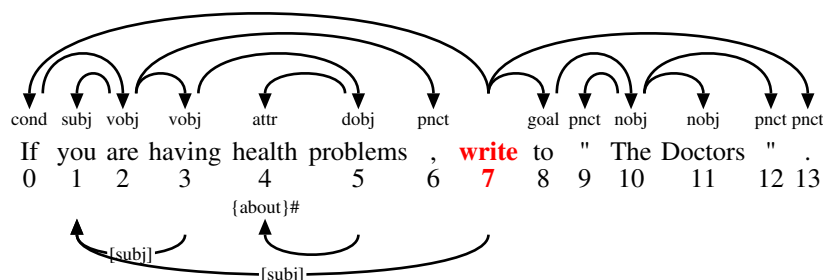 cond subj vobj vobj attr dobj pnct goal pnct nobj nobj pnct pnct
If you are having health problems , write to " The Doctors " .
0 1 2 3 4 5 6 7 8 9 10 11 12 13
{about}#
[subj]
[subj]